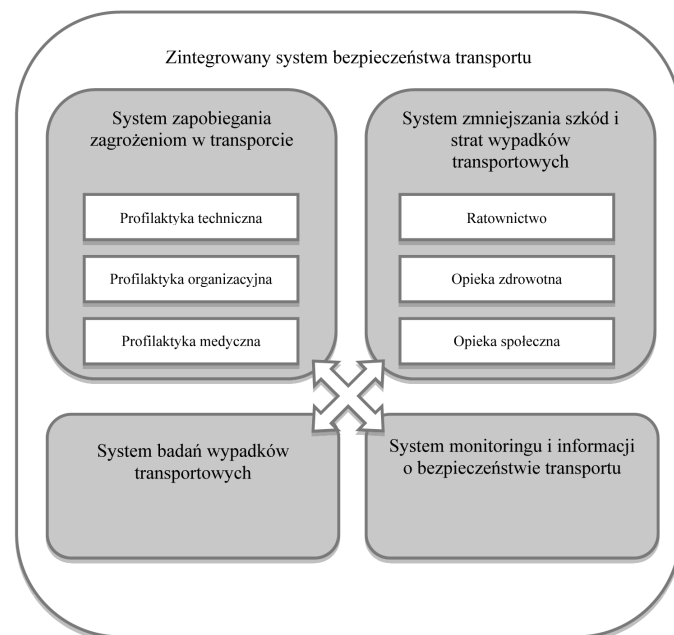 Zintegrowany system bezpieczeństwa transportu
System zapobiegania
zagrożeniom w transporcie
Profilaktyka techniczna
Profilaktyka organizacyjna
Profilaktyka medyczna
System zmniejszania szkód i
strat wypadków
transportowych
Ratownictwo
Opieka zdrowotna
Opieka społeczna
System badań wypadków
transportowych
System monitoringu i informacji
o bezpieczeństwie transportu